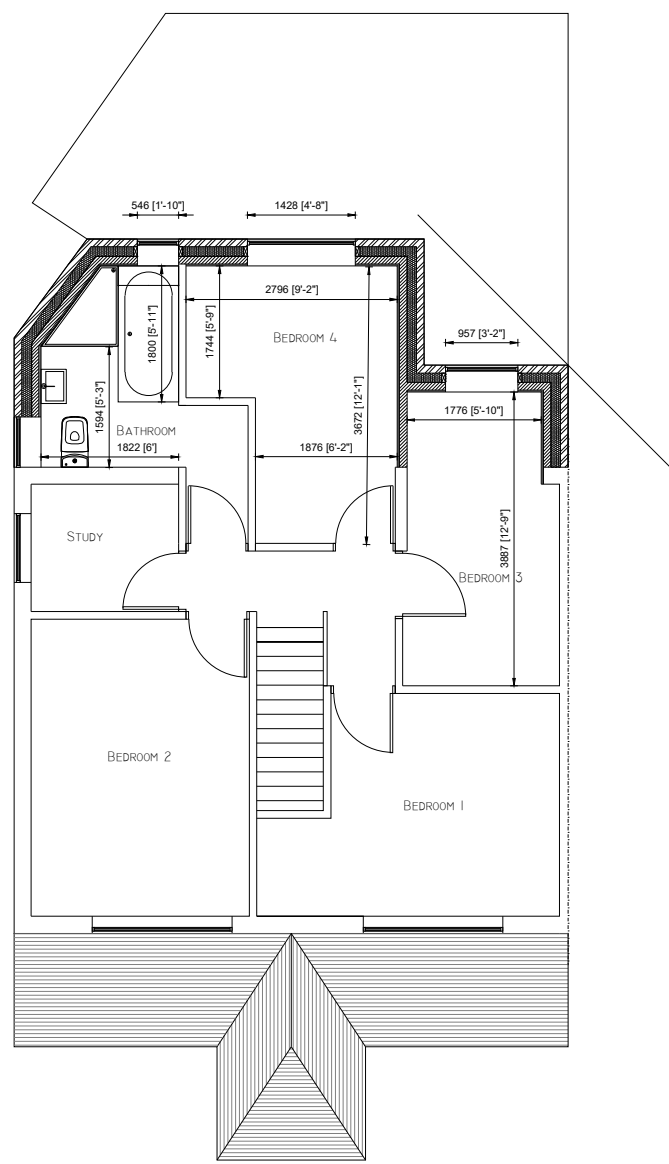 546 [1'-10"]
1428 [4'-8"]
2796 [9'-2"]
957 [3'-2"]
BEDROOM 4
1800 [5'-11"]
1744 [5'-9"]
1594 [5'-3"]
3672 [12'-1"]
1776 [5'-10"]
BATHROOM
1822 [6']
1876 [6'-2"]
STUDY
3887 [12'-9"]
BEDROOM 3
BEDROOM 2
BEDROOM 1